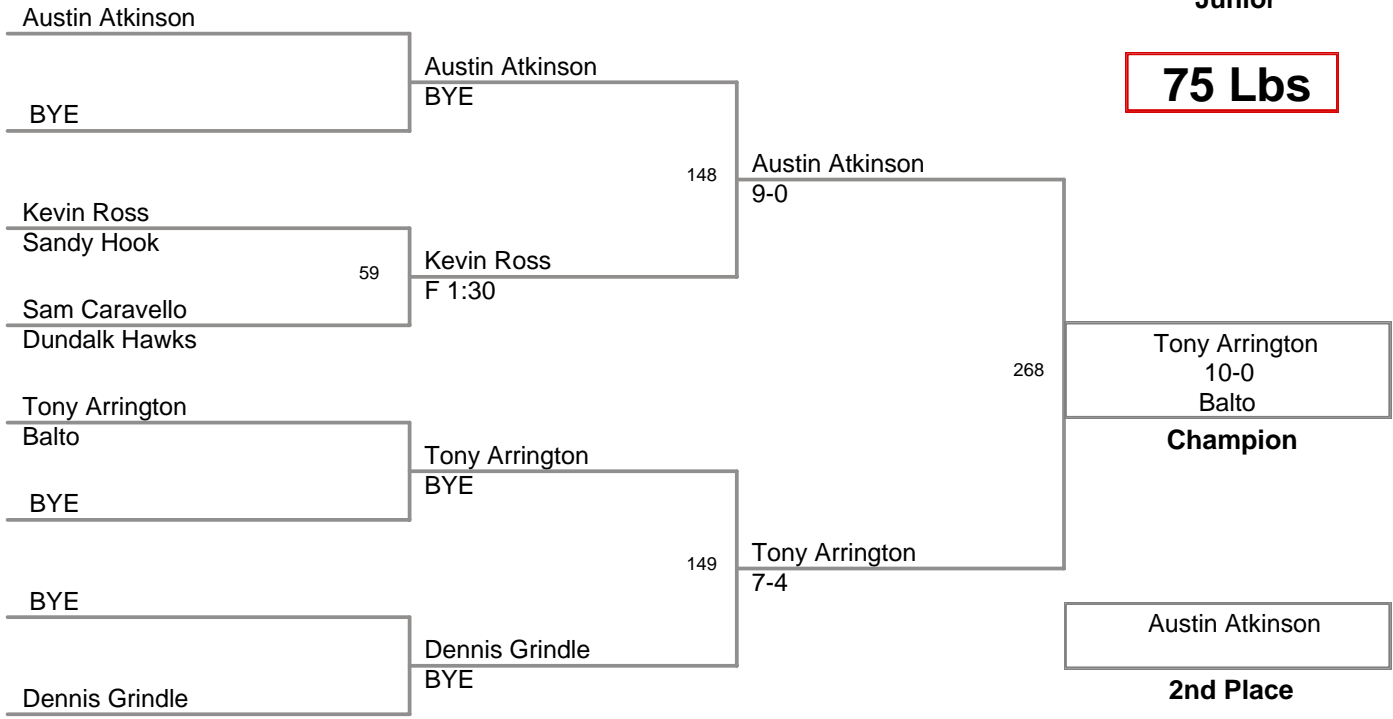 Junior
75 Lbs
Austin Atkinson
BYE
Kevin Ross
Sandy Hook
59
Sam Caravello
Dundalk Hawks
Tony Arrington
Balto
BYE
BYE
Dennis Grindle
Austin Atkinson
BYE
148
Kevin Ross
F 1:30
Tony Arrington
BYE
149
Dennis Grindle
BYE
Austin Atkinson
9-0
268
Tony Arrington
7-4
Tony Arrington
10-0
Balto
Champion
Austin Atkinson
2nd Place